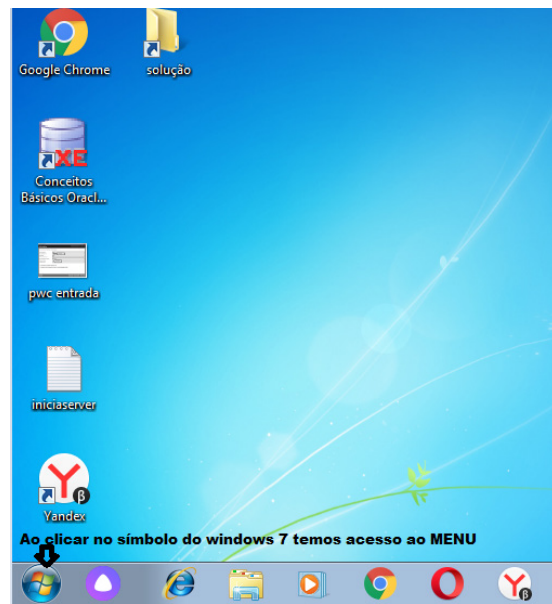 Google Chrome
solução
XE
Conceitos
Básicos Oracl...
pwc entrada
iniciaserver
Y
β
Yandex
Ao clicar no símbolo do windows 7 temos acesso ao MENU
Y
β